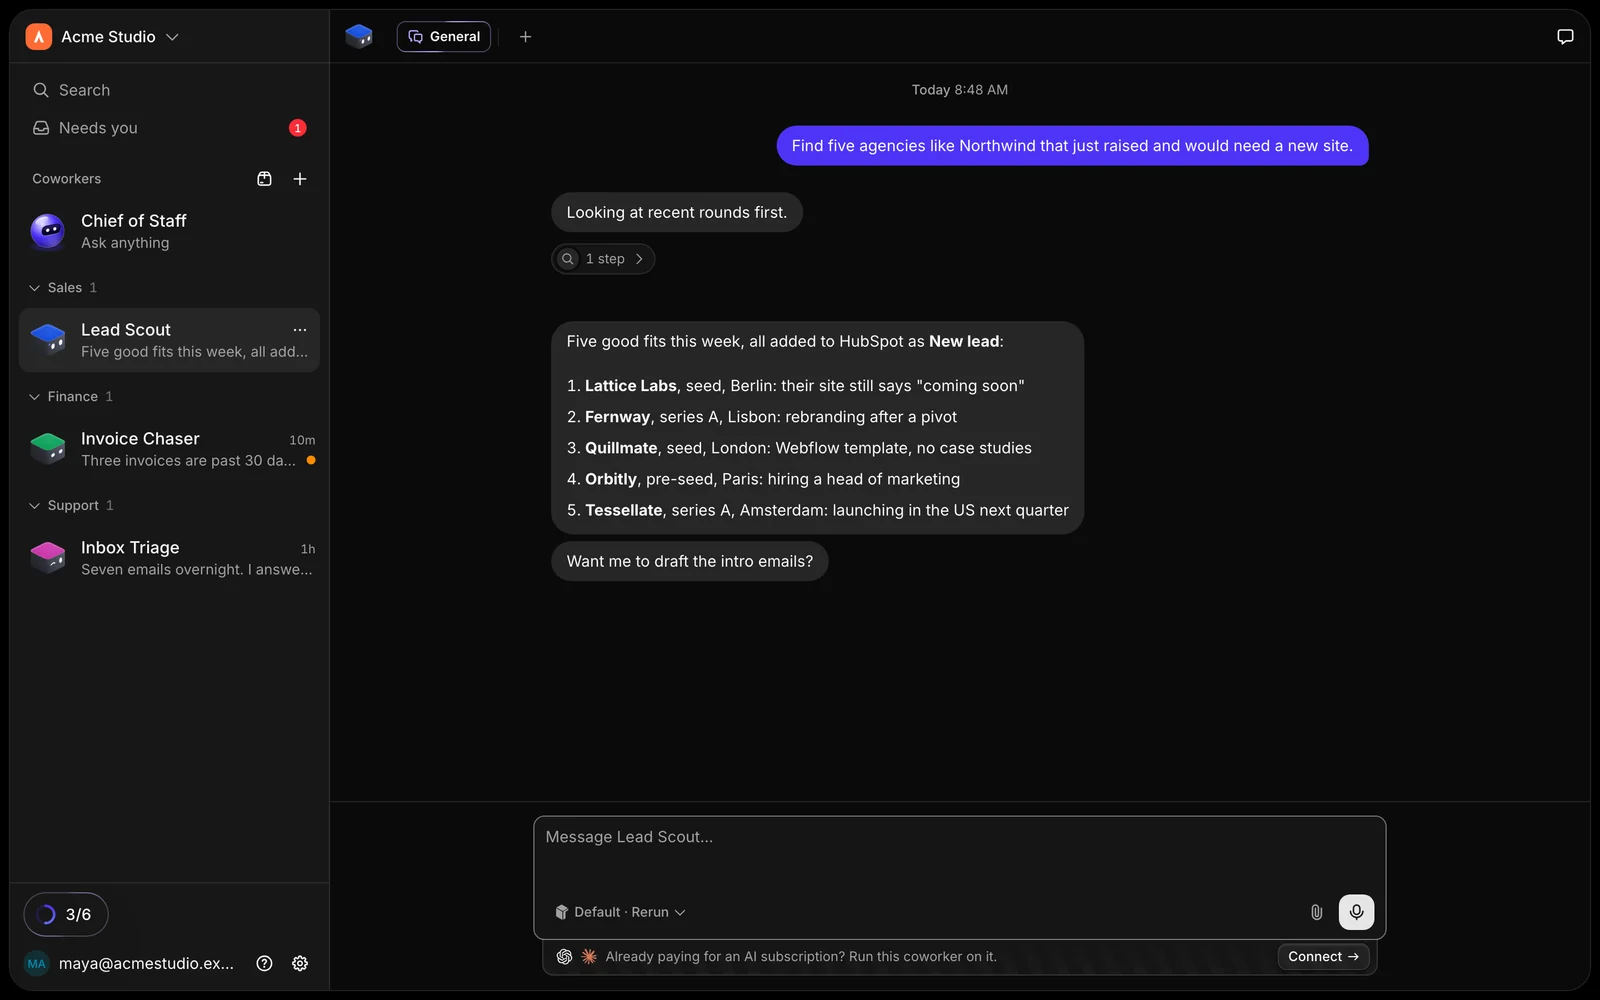 Acme Studio
Search
Needs you
1
Coworkers
Chief of Staff
Ask anything
Sales 1
Lead Scout
Five good fits this week, all add...
Finance 1
Invoice Chaser
10m
Three invoices are past 30 da...
Support 1
Inbox Triage
1h
Seven emails overnight. I answe...
3/6
MA
maya@acmestudio.ex...
General
Today 8:48 AM
Find five agencies like Northwind that just raised and would need a new site.
Looking at recent rounds first.
1 step
Five good fits this week, all added to HubSpot as New lead:
1. Lattice Labs, seed, Berlin: their site still says "coming soon"
2. Fernway, series A, Lisbon: rebranding after a pivot
3. Quillmate, seed, London: Webflow template, no case studies
4. Orbitly, pre-seed, Paris: hiring a head of marketing
5. Tessellate, series A, Amsterdam: launching in the US next quarter
Want me to draft the intro emails?
Message Lead Scout...
Default · Rerun
Already paying for an AI subscription? Run this coworker on it.
Connect →